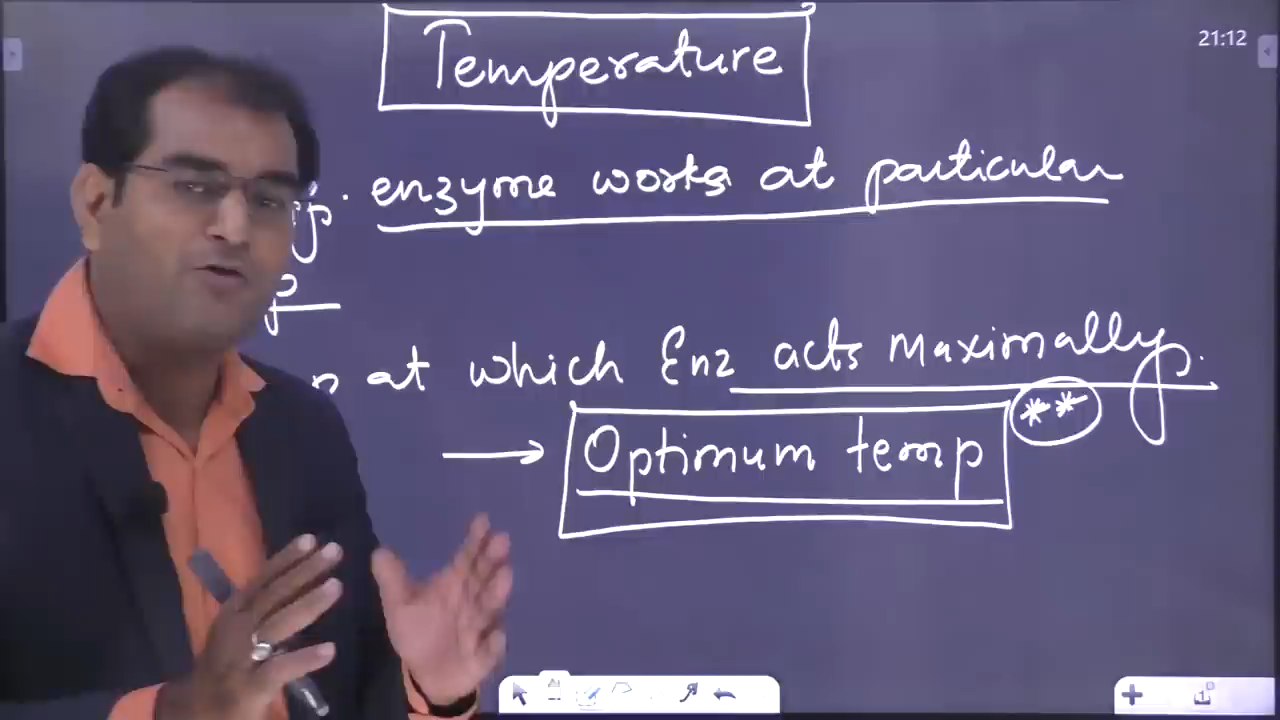 Temperature
21:12
enzyme works at particular
at which Enz acts maximally.
→ Optimum temp **